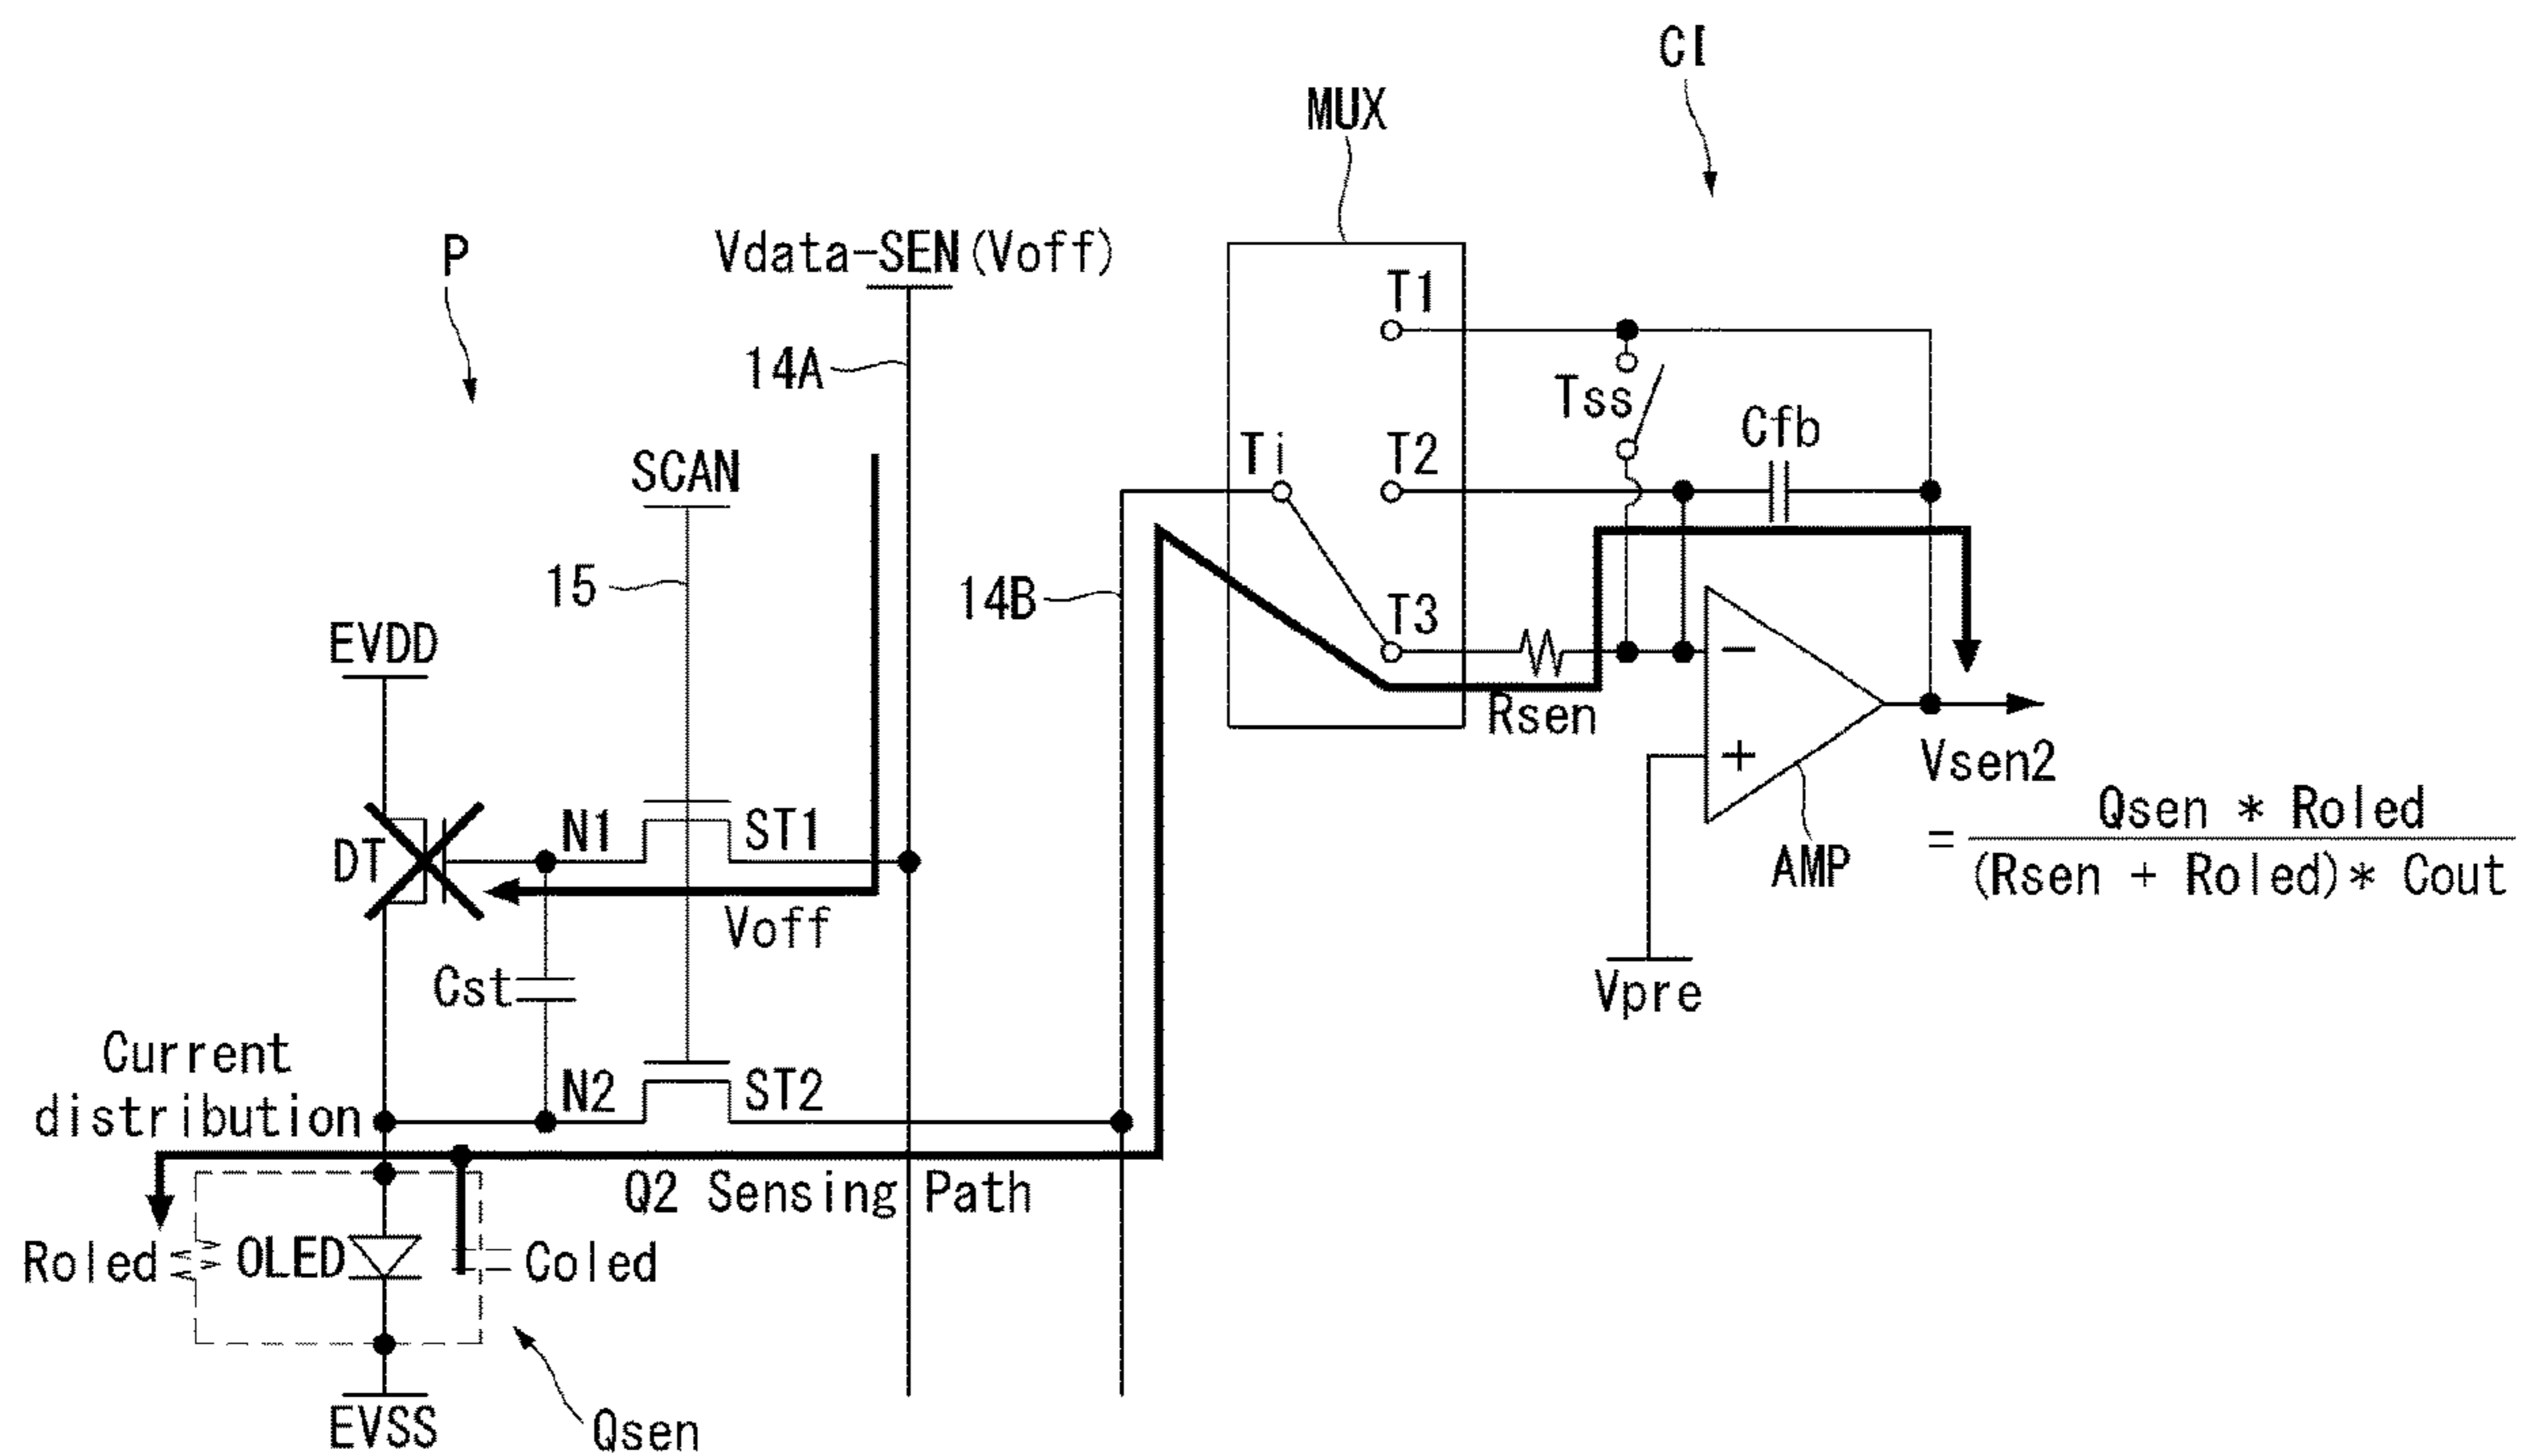 CI
MUX
P
Vdata-SEN(Voff)
T1
14A
Tss
Cfb
SCAN
Ti
T2
15
14B
T3
EVDD
Rsen
−
+
Vsen2
= Qsen * Roled
(Rsen + Roled)* Cout
AMP
DT
N1
ST1
Voff
Cst
Vpre
Current
distribution
N2
ST2
Q2 Sensing Path
Roled
OLED
Coled
EVSS
Qsen